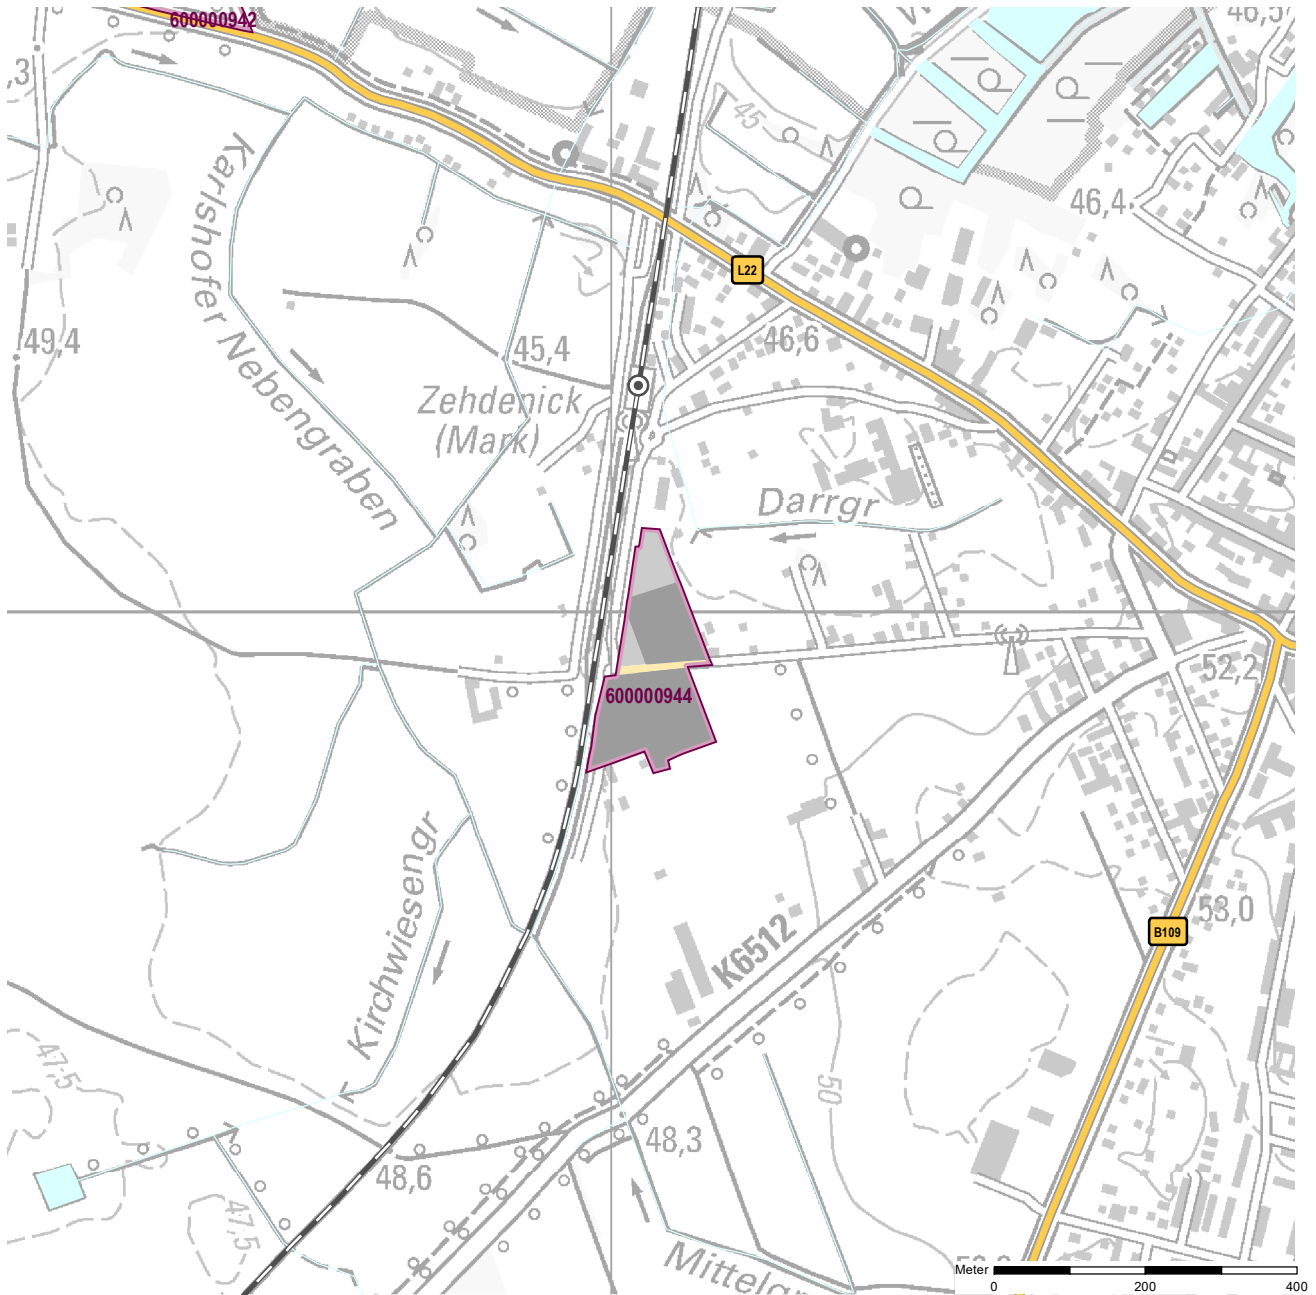 600000942
46,5
,3
45
Karlshofer Nebengraben
46,4
L22
49,4
45,4
46,6
Zehdenick
(Mark)
Darrgr
52,2
600000944
Kirchwiesengr
53,0
B109
K6512
47,5
50
48,3
48,6
47,5
Mittelgr
Meter
0
200
400